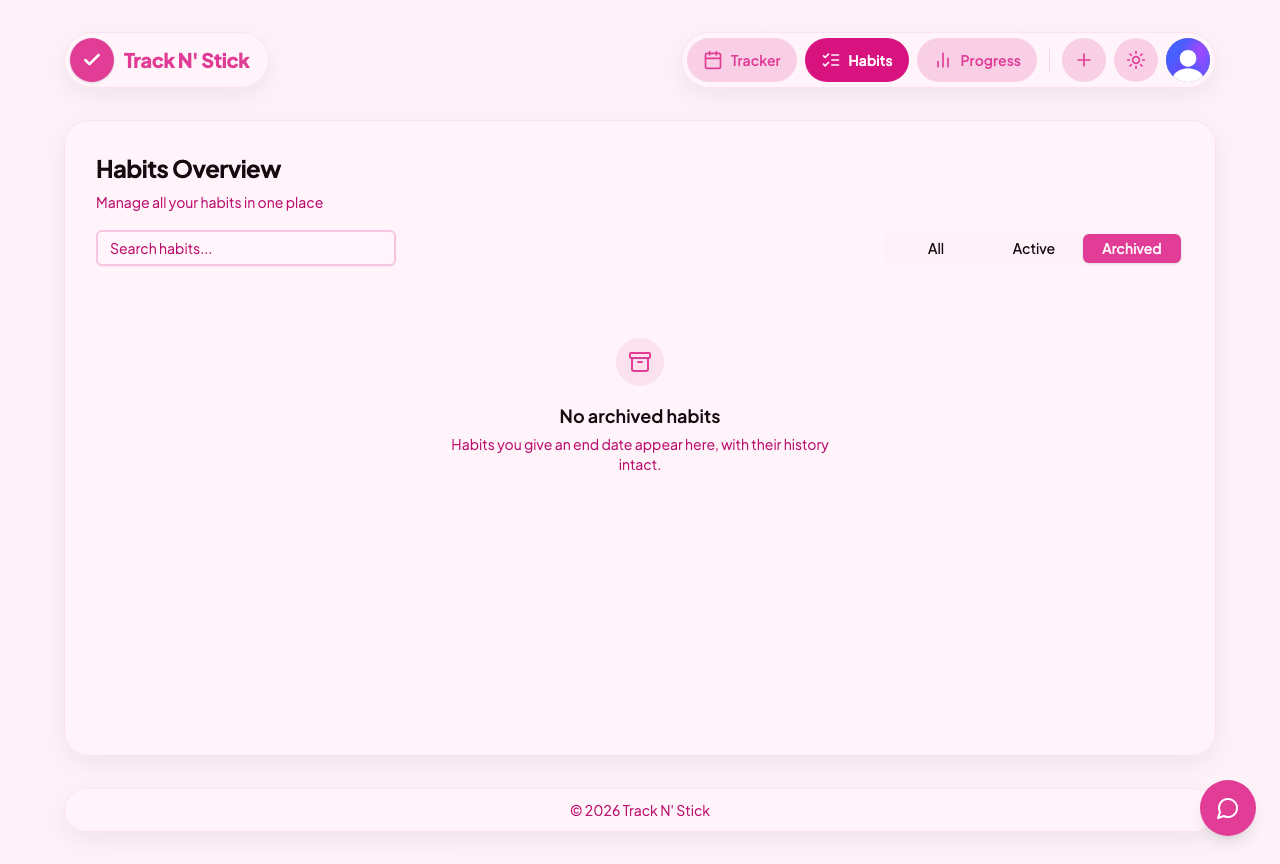 Track N' Stick
Tracker
Habits
Progress
Habits Overview
Manage all your habits in one place
Search habits...
All
Active
Archived
No archived habits
Habits you give an end date appear here, with their history
intact.
© 2026 Track N' Stick